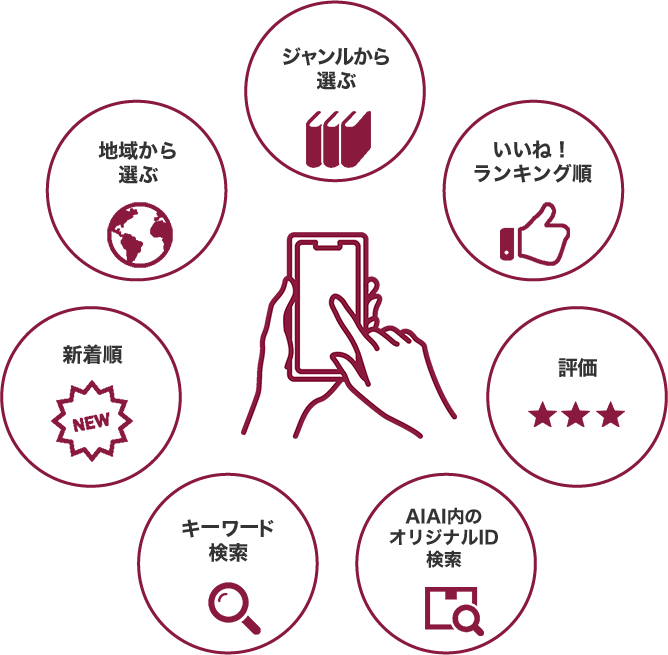 ジャンルから
選ぶ
いいね！
ランキング順
評価
AIAI内の
オリジナルID
検索
キーワード
検索
新着順
NEW
地域から
選ぶ